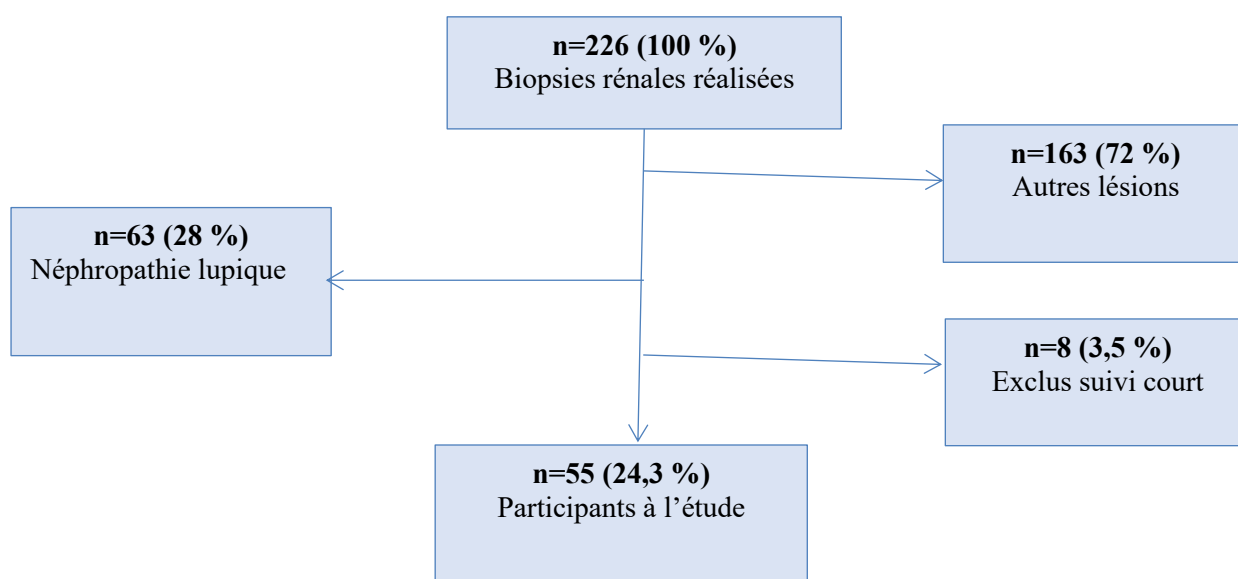 n=226 (100 %)
Biopsies rénales réalisées
n=163 (72 %)
Autres lésions
n=63 (28 %)
Néphropathie lupique
n=8 (3,5 %)
Exclus suivi court
n=55 (24,3 %)
Participants à l’étude